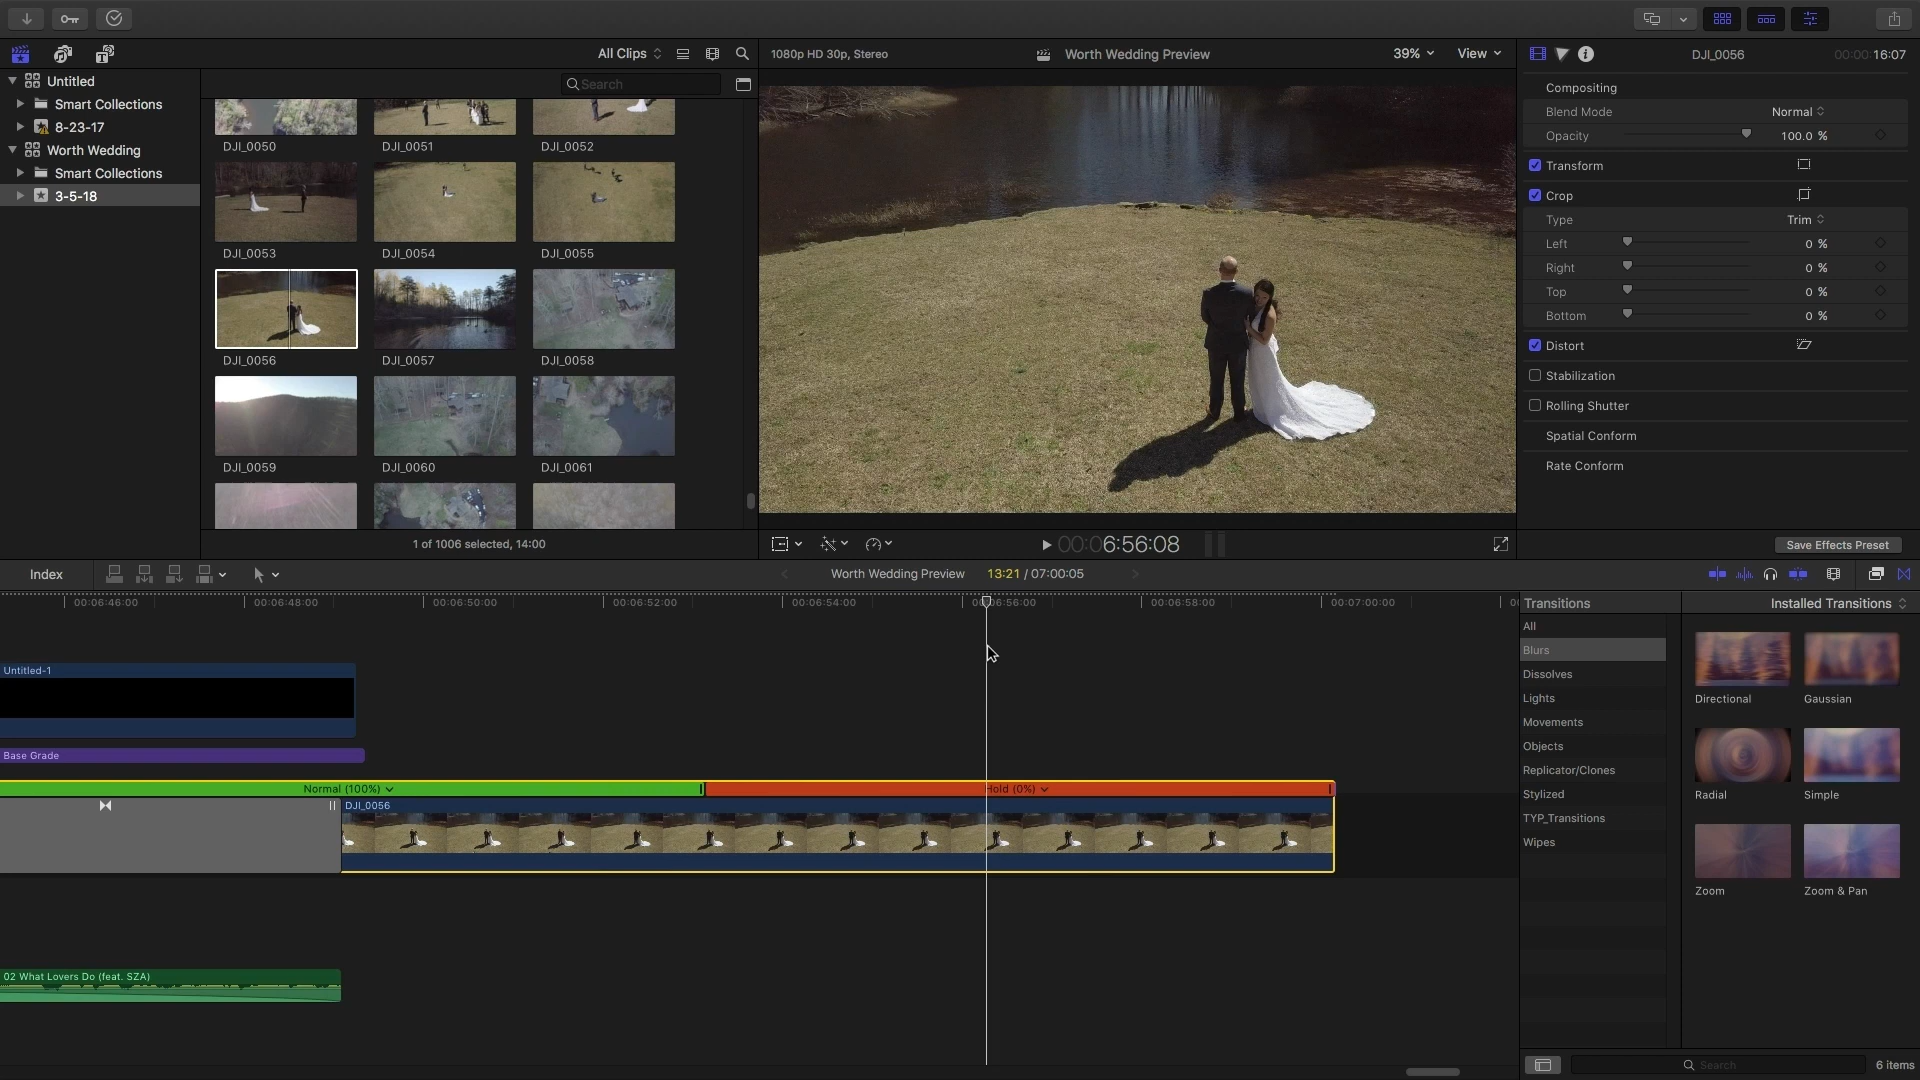 All Clips
1080p HD 30p, Stereo
Worth Wedding Preview
39%
View
DJI_0056
00:00:16:07
Untitled
Smart Collections
8-23-17
Worth Wedding
Smart Collections
3-5-18
Search
DJI_0050
DJI_0051
DJI_0052
DJI_0053
DJI_0054
DJI_0055
DJI_0056
DJI_0057
DJI_0058
DJI_0059
DJI_0060
DJI_0061
1 of 1006 selected, 14:00
00:06:56:08
Compositing
Blend Mode
Normal
Opacity
100.0 %
Transform
Crop
Type
Trim
Left
0 %
Right
0 %
Top
0 %
Bottom
0 %
Distort
Stabilization
Rolling Shutter
Spatial Conform
Rate Conform
Save Effects Preset
Index
Worth Wedding Preview
13:21 / 07:00:05
00:06:46:00
00:06:48:00
00:06:50:00
00:06:52:00
00:06:54:00
00:06:56:00
00:06:58:00
00:07:00:00
Untitled-1
Base Grade
Normal (100%)
Hold (0%)
DJI_0056
02 What Lovers Do (feat. SZA)
Transitions
Installed Transitions
All
Blurs
Dissolves
Lights
Movements
Objects
Replicator/Clones
Stylized
TYP_Transitions
Wipes
Directional
Gaussian
Radial
Simple
Zoom
Zoom & Pan
Search
6 items